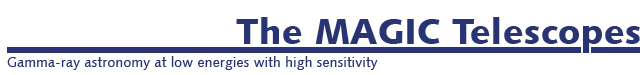 The MAGIC Telescopes
Gamma-ray astronomy at low energies with high sensitivity